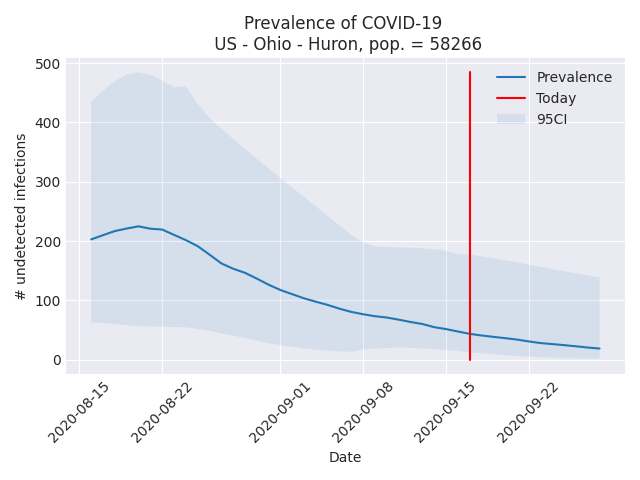 Prevalence of COVID-19
US - Ohio - Huron, pop. = 58266
Prevalence
Today
95CI
# undetected infections
500
400
300
200
100
0
2020-08-15
2020-08-22
2020-09-01
2020-09-08
2020-09-15
2020-09-22
Date